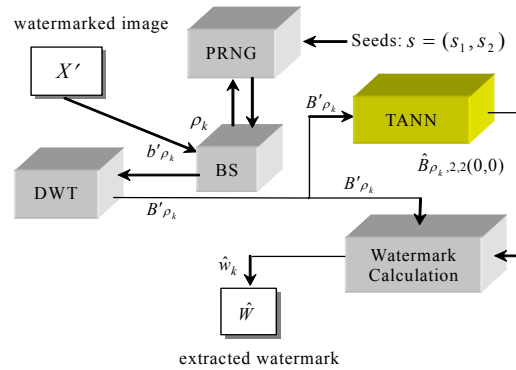 watermarked image
X'
PRNG
Seeds: s = (s₁, s₂)
ρₖ
b'ρₖ
BS
DWT
B'ρₖ
B'ρₖ
TANN
B̂ρₖ,2,2(0,0)
B'ρₖ
Watermark
Calculation
ŵₖ
Ŵ
extracted watermark